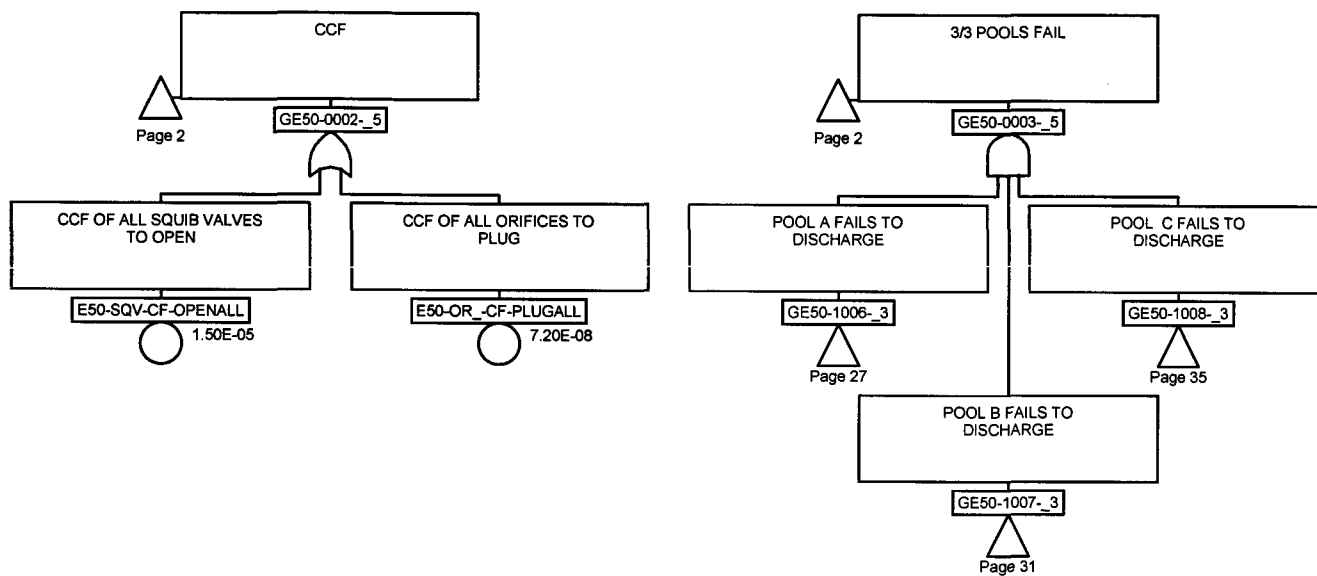 CCF
Page 2
GE50-0002-_5
CCF OF ALL SQUIB VALVES
TO OPEN
E50-SQV-CF-OPENALL
1.50E-05
CCF OF ALL ORIFICES TO
PLUG
E50-OR_-CF-PLUGALL
7.20E-08
3/3 POOLS FAIL
Page 2
GE50-0003-_5
POOL A FAILS TO
DISCHARGE
GE50-1006-_3
Page 27
POOL C FAILS TO
DISCHARGE
GE50-1008-_3
Page 35
POOL B FAILS TO
DISCHARGE
GE50-1007-_3
Page 31